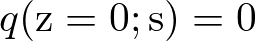 q(z = 0; s) = 0